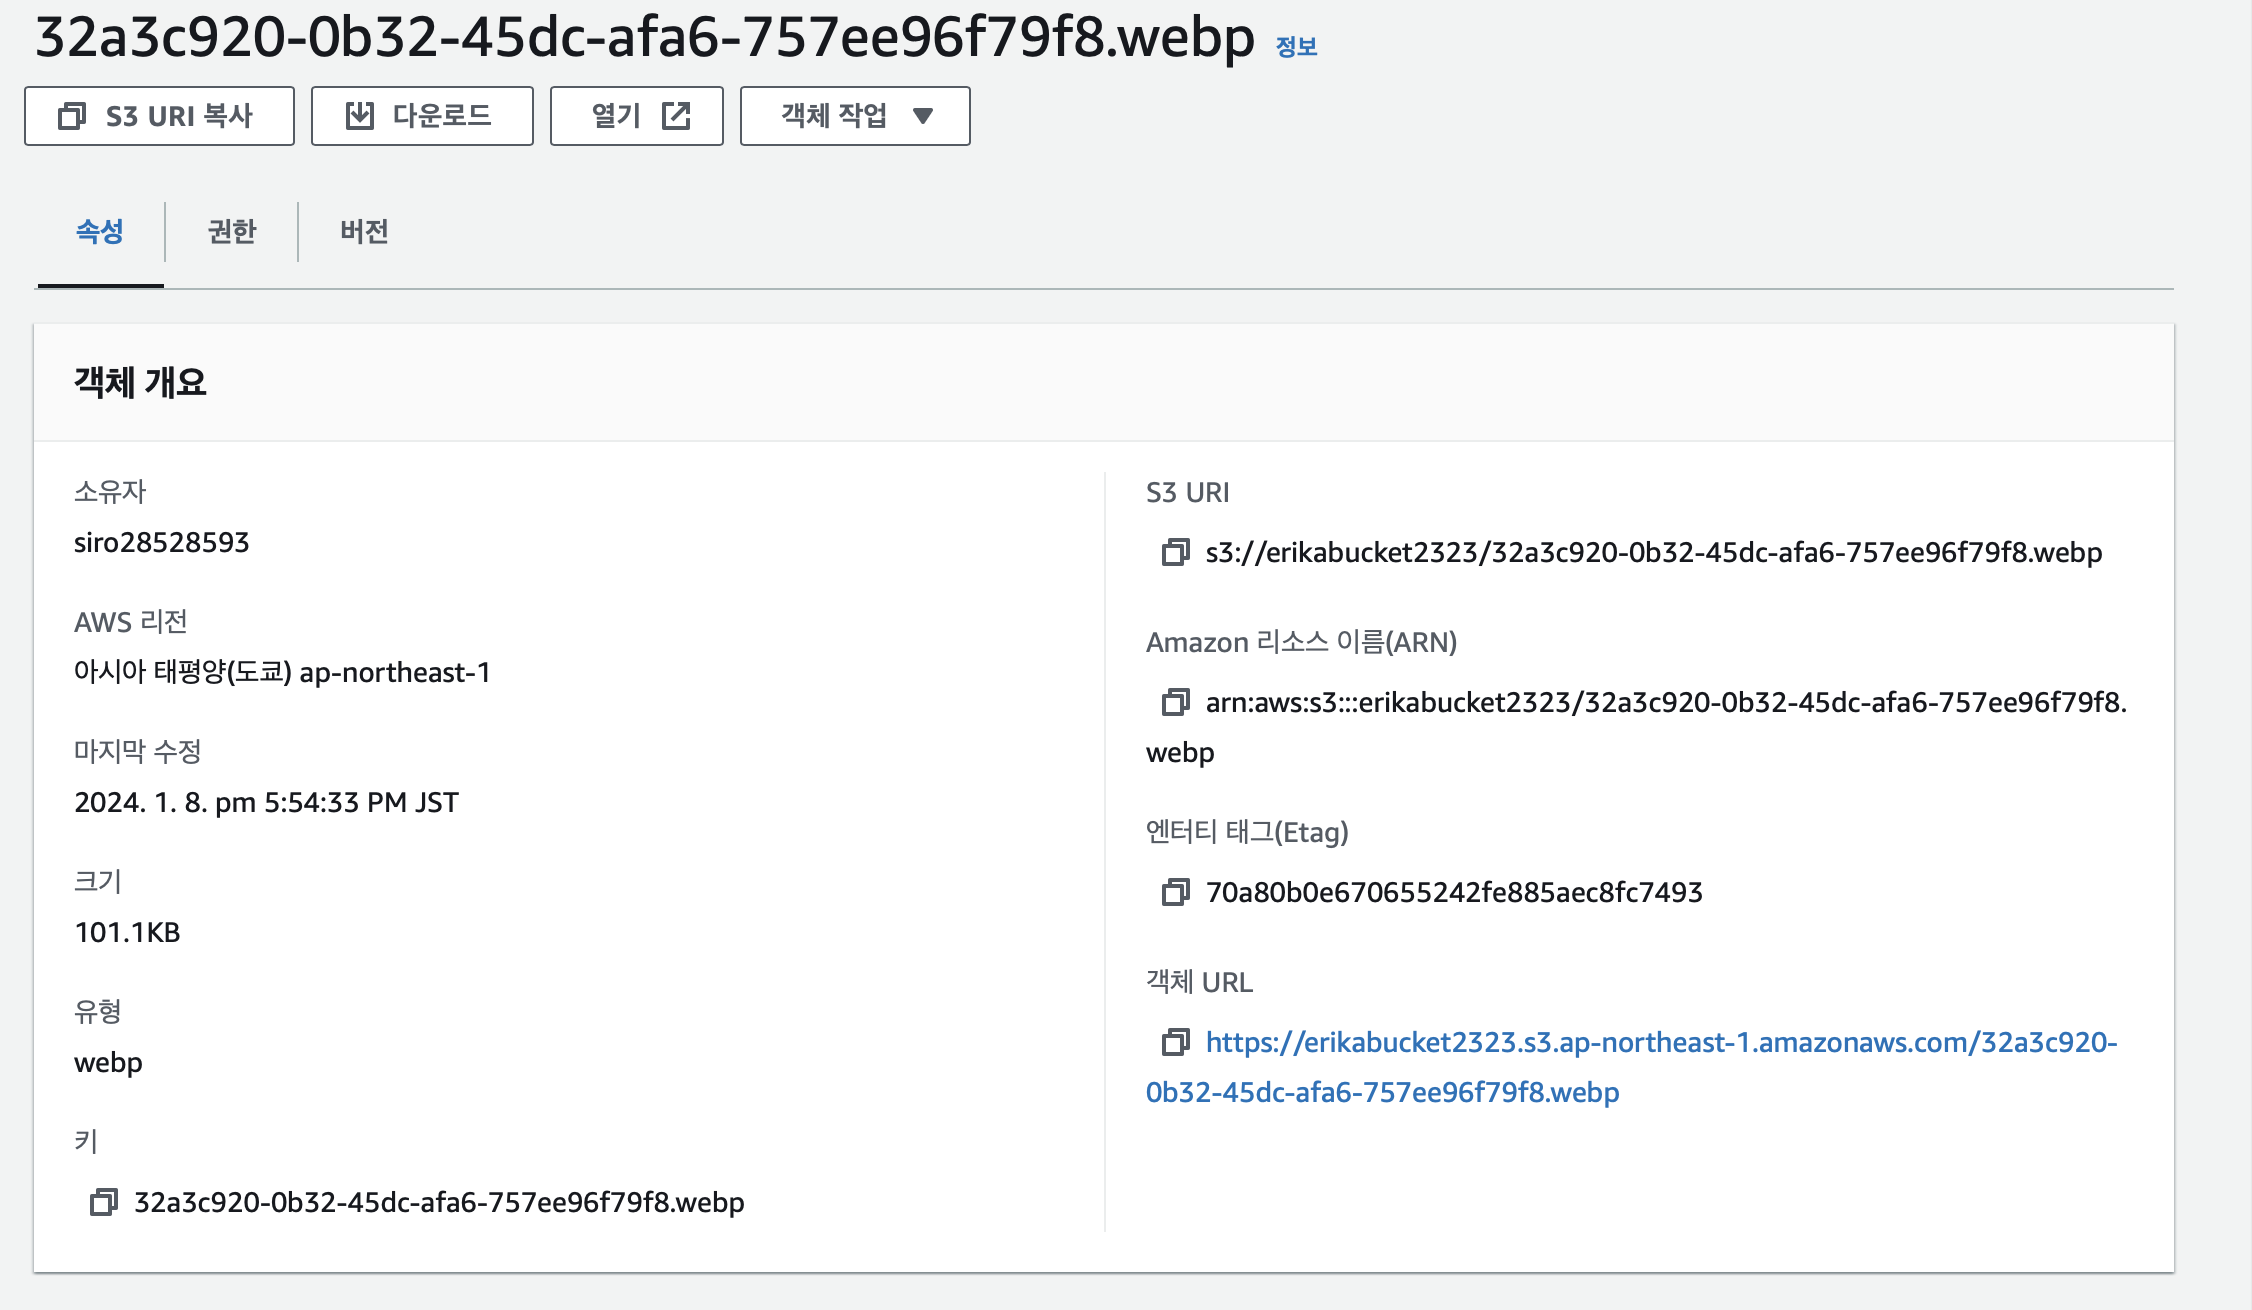 32a3c920-0b32-45dc-afa6-757ee96f79f8.webp 정보
S3 URI 복사 다운로드 열기 객체 작업
속성 권한 버전
객체 개요
소유자
siro28528593
AWS 리전
아시아 태평양(도쿄) ap-northeast-1
마지막 수정
2024. 1. 8. pm 5:54:33 PM JST
크기
101.1KB
유형
webp
키
32a3c920-0b32-45dc-afa6-757ee96f79f8.webp
S3 URI
s3://erikabucket2323/32a3c920-0b32-45dc-afa6-757ee96f79f8.webp
Amazon 리소스 이름(ARN)
arn:aws:s3:::erikabucket2323/32a3c920-0b32-45dc-afa6-757ee96f79f8.
webp
엔터티 태그(Etag)
70a80b0e670655242fe885aec8fc7493
객체 URL
https://erikabucket2323.s3.ap-northeast-1.amazonaws.com/32a3c920-
0b32-45dc-afa6-757ee96f79f8.webp